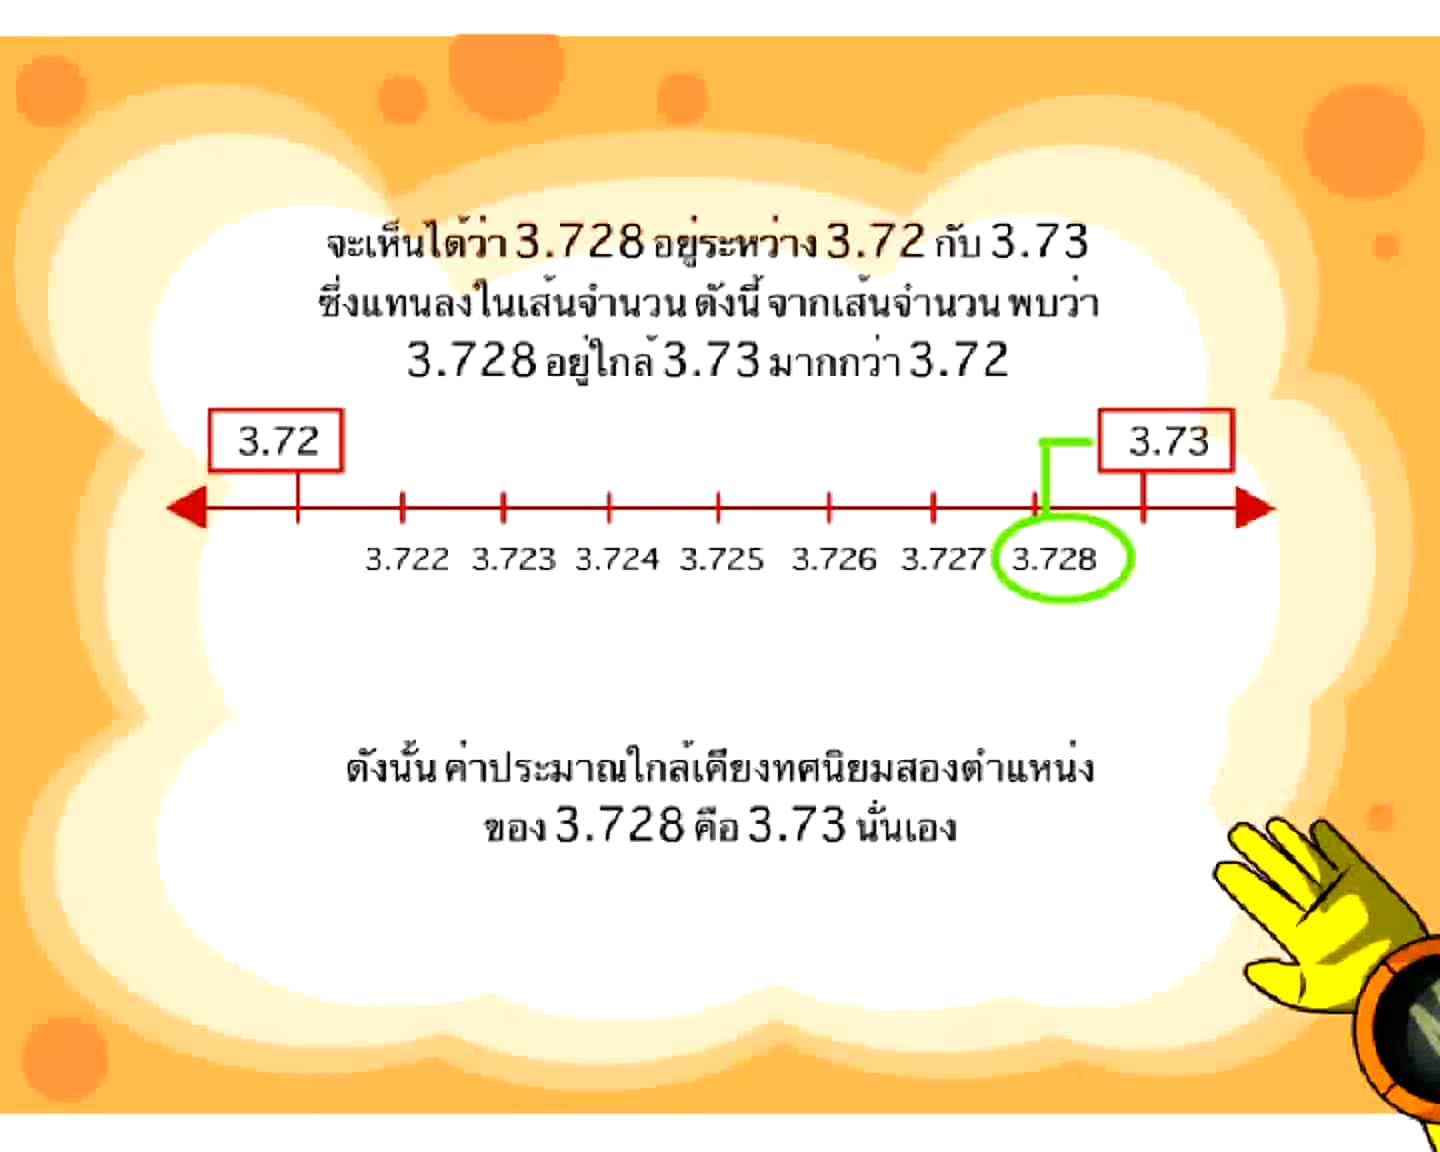 จะเห็นได้ว่า 3.728 อยู่ระหว่าง 3.72 กับ 3.73
ซึ่งแทนลงในเส้นจำนวน ดังนี้ จากเส้นจำนวน พบว่า
3.728 อยู่ใกล้ 3.73 มากกว่า 3.72
3.72 3.73
3.722 3.723 3.724 3.725 3.726 3.727 3.728
ดังนั้น ค่าประมาณใกล้เคียงทศนิยมสองตำแหน่ง
ของ 3.728 คือ 3.73 นั่นเอง